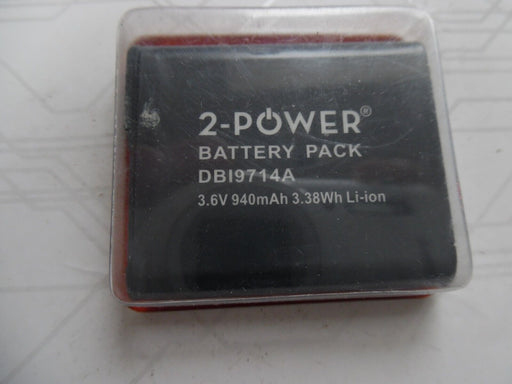 2-POWER®
BATTERY PACK
DBI9714A
3.6V 940mAh 3.38Wh Li-ion